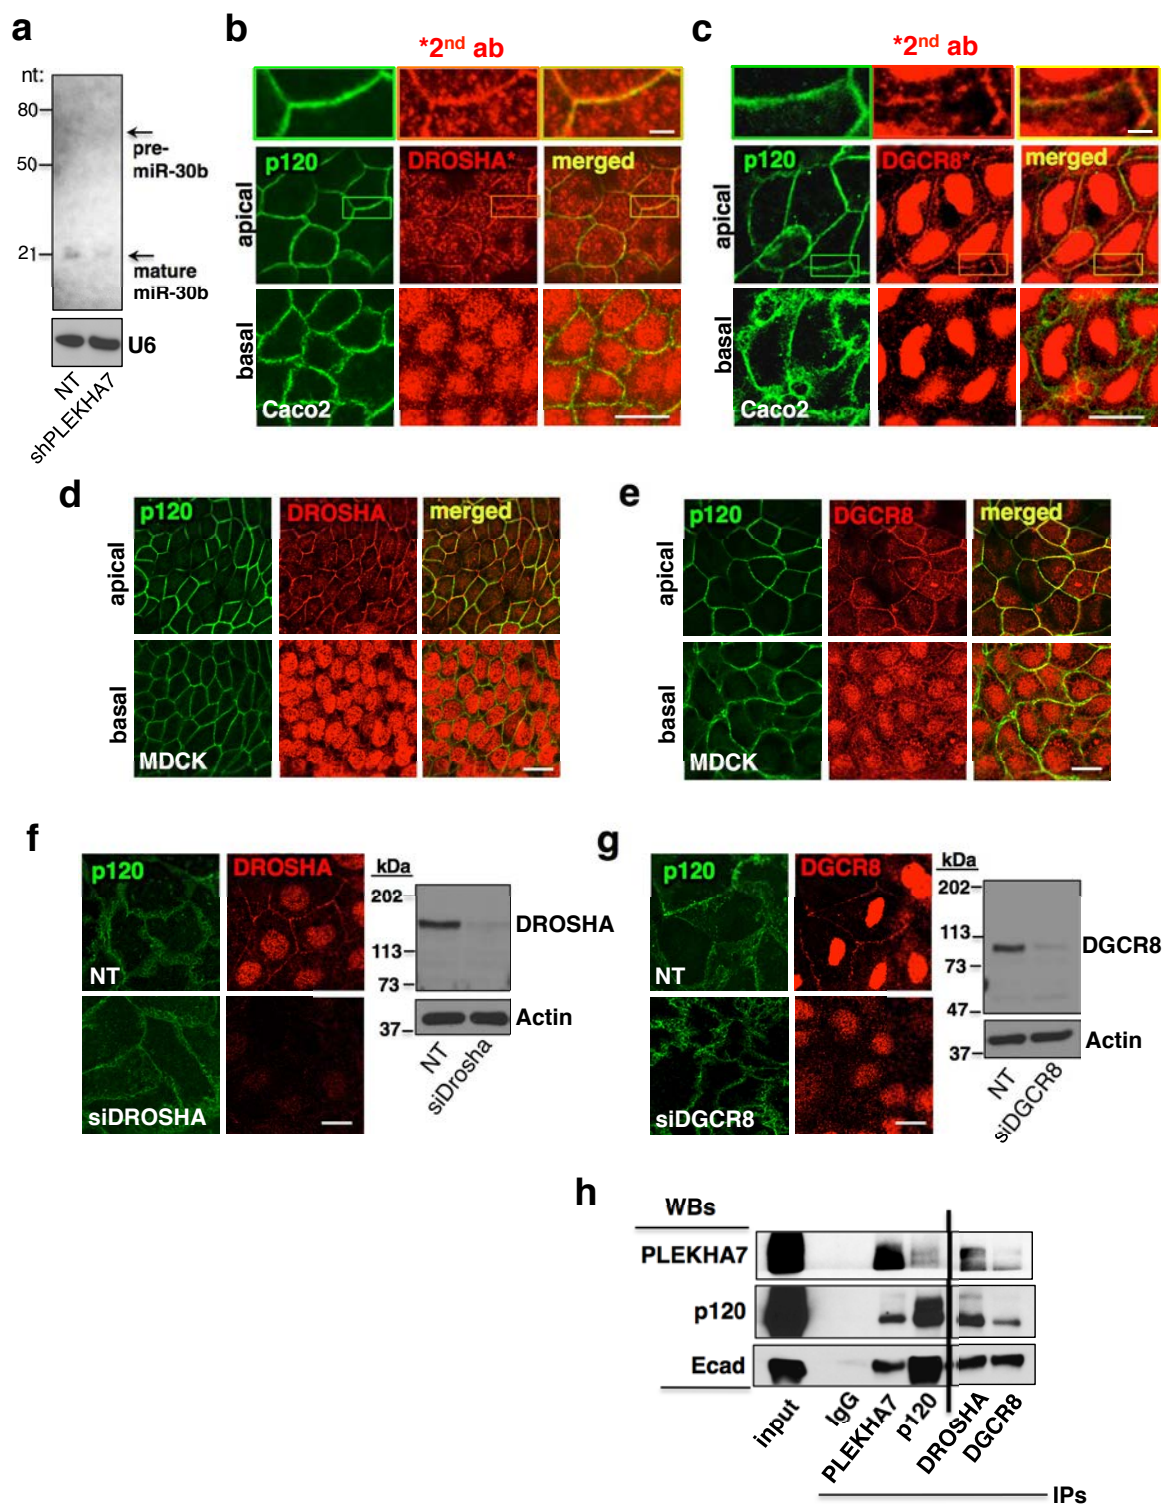 a
nt:
80
50
21
pre-
miR-30b
mature
miR-30b
U6
NT
shPLEKHA7
b
*2nd ab
p120
DROSHA*
merged
apical
basal
Caco2
c
*2nd ab
p120
DGCR8*
merged
apical
basal
Caco2
d
p120
DROSHA
merged
apical
basal
MDCK
e
p120
DGCR8
merged
apical
basal
MDCK
f
p120
DROSHA
NT
siDROSHA
kDa
202
113
73
37
DROSHA
Actin
NT
siDrosha
g
p120
DGCR8
NT
siDGCR8
kDa
202
113
73
47
37
DGCR8
Actin
NT
siDGCR8
h
WBs
PLEKHA7
p120
Ecad
input
IgG
PLEKHA7
p120
DROSHA
DGCR8
IPs